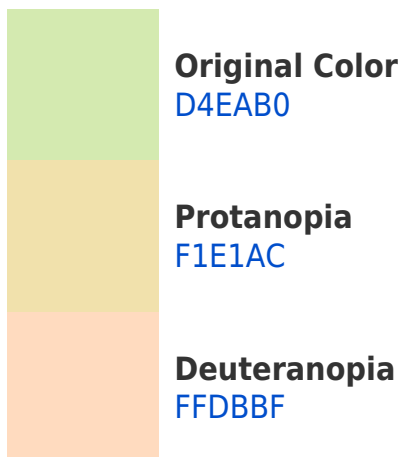 Original Color
D4EAB0
Protanopia
F1E1AC
Deuteranopia
FFDBBF